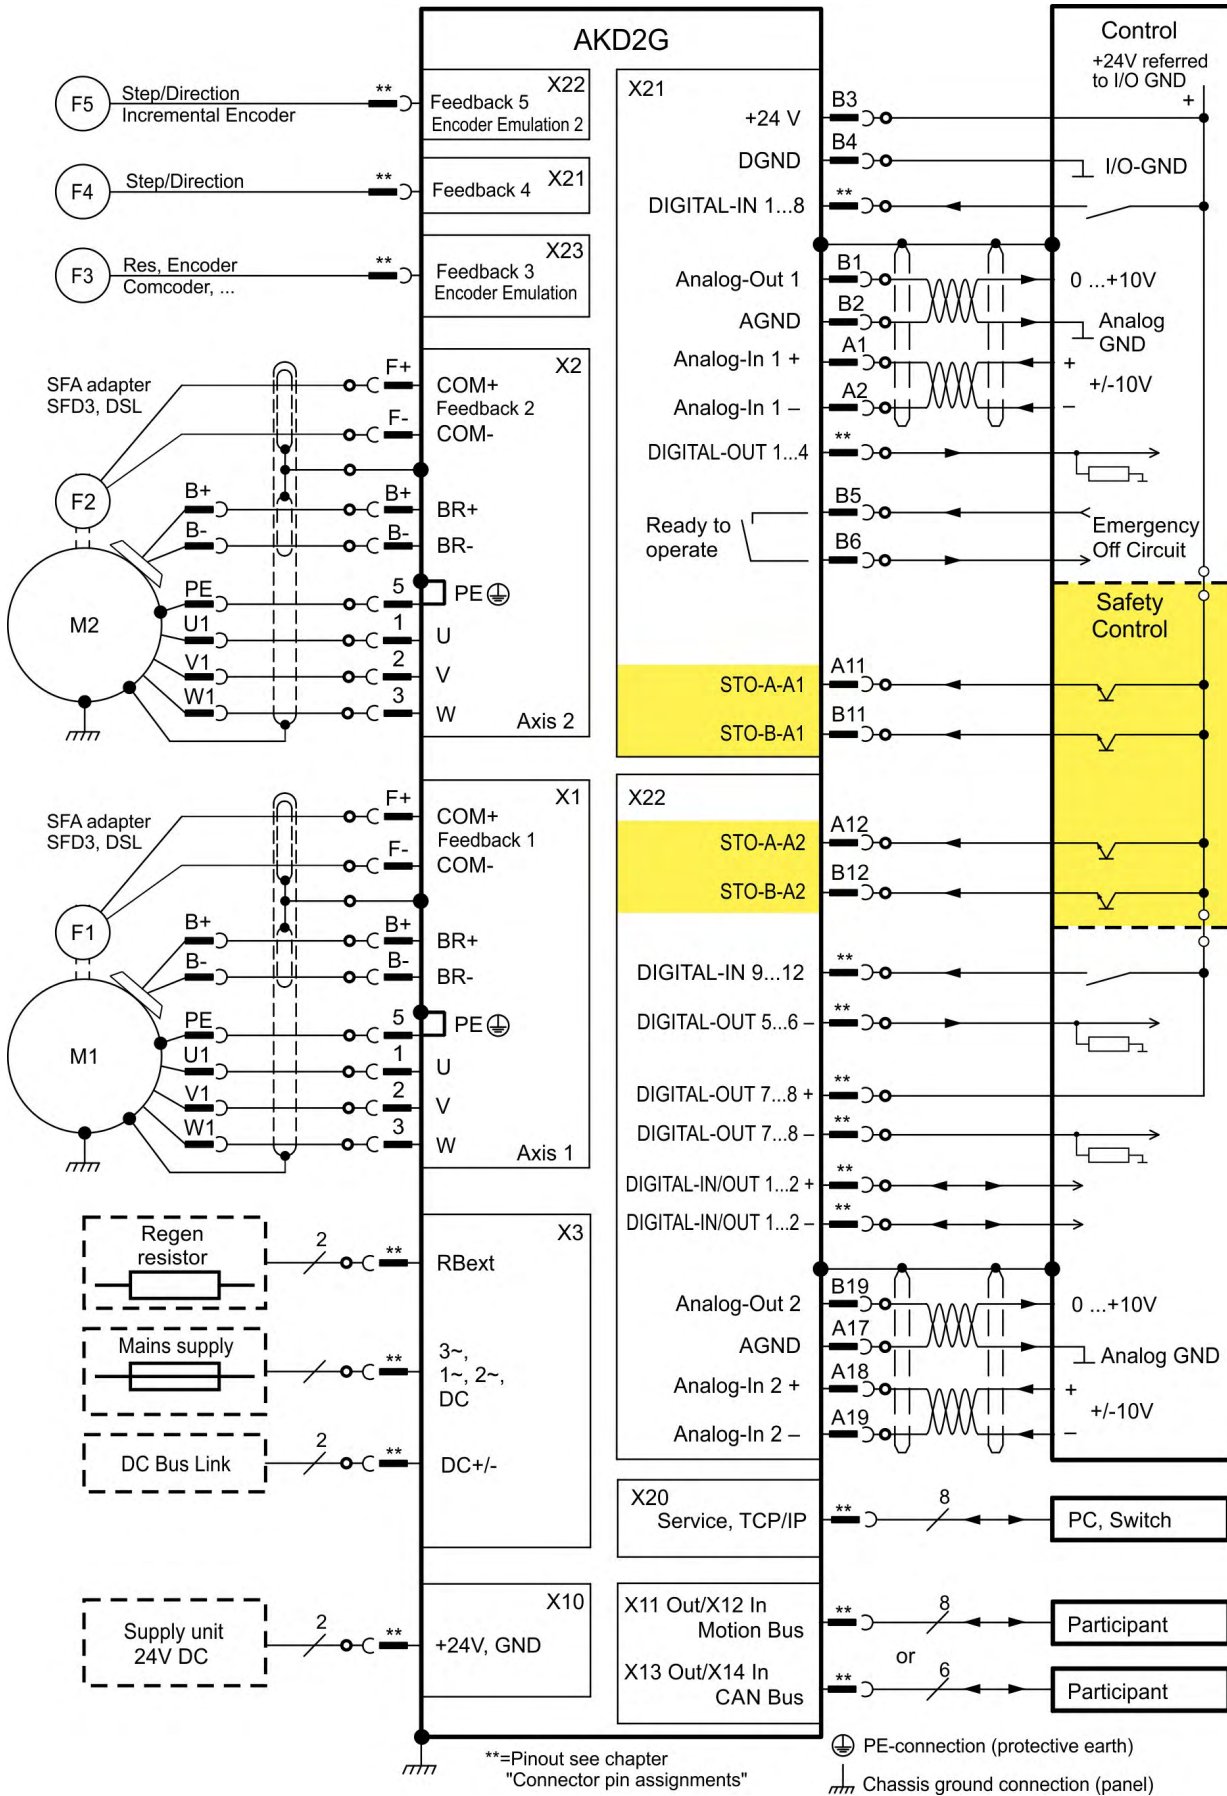 AKD2G
F5
Step/Direction
Incremental Encoder
**
X22
Feedback 5
Encoder Emulation 2
F4
Step/Direction
**
X21
Feedback 4
F3
Res, Encoder
Comcoder, ...
**
X23
Feedback 3
Encoder Emulation
SFA adapter
SFD3, DSL
F+
X2
COM+
Feedback 2
F-
COM-
F2
B+
B+
BR+
B-
B-
BR-
M2
PE
5
PE
U1
1
U
V1
2
V
W1
3
W
Axis 2
SFA adapter
SFD3, DSL
F+
X1
COM+
Feedback 1
F-
COM-
F1
B+
B+
BR+
B-
B-
BR-
M1
PE
5
PE
U1
1
U
V1
2
V
W1
3
W
Axis 1
Regen
resistor
2
**
X3
RBext
Mains supply
**
3~,
1~, 2~,
DC
DC Bus Link
2
**
DC+/-
Supply unit
24V DC
2
**
X10
+24V, GND
X21
+24 V
B3
DGND
B4
DIGITAL-IN 1...8
**
Analog-Out 1
B1
AGND
B2
Analog-In 1 +
A1
Analog-In 1 –
A2
DIGITAL-OUT 1...4
**
Ready to
operate
B5
B6
STO-A-A1
A11
STO-B-A1
B11
X22
STO-A-A2
A12
STO-B-A2
B12
DIGITAL-IN 9...12
**
DIGITAL-OUT 5...6 –
**
DIGITAL-OUT 7...8 +
**
DIGITAL-OUT 7...8 –
**
DIGITAL-IN/OUT 1...2 +
**
DIGITAL-IN/OUT 1...2 –
**
Analog-Out 2
B19
AGND
A17
Analog-In 2 +
A18
Analog-In 2 –
A19
X20
Service, TCP/IP
**
8
PC, Switch
X11 Out/X12 In
Motion Bus
**
8
Participant
or
X13 Out/X14 In
CAN Bus
**
6
Participant
Control
+24V referred
to I/O GND
+
I/O-GND
0 ...+10V
Analog
GND
+
+/-10V
–
Emergency
Off Circuit
Safety
Control
0 ...+10V
Analog GND
+
+/-10V
–
**=Pinout see chapter
"Connector pin assignments"
PE-connection (protective earth)
Chassis ground connection (panel)